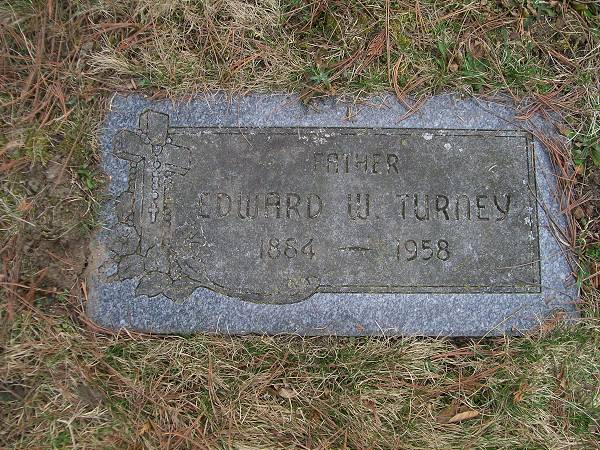 FATHER
EDWARD W. TURNEY
1884 — 1958